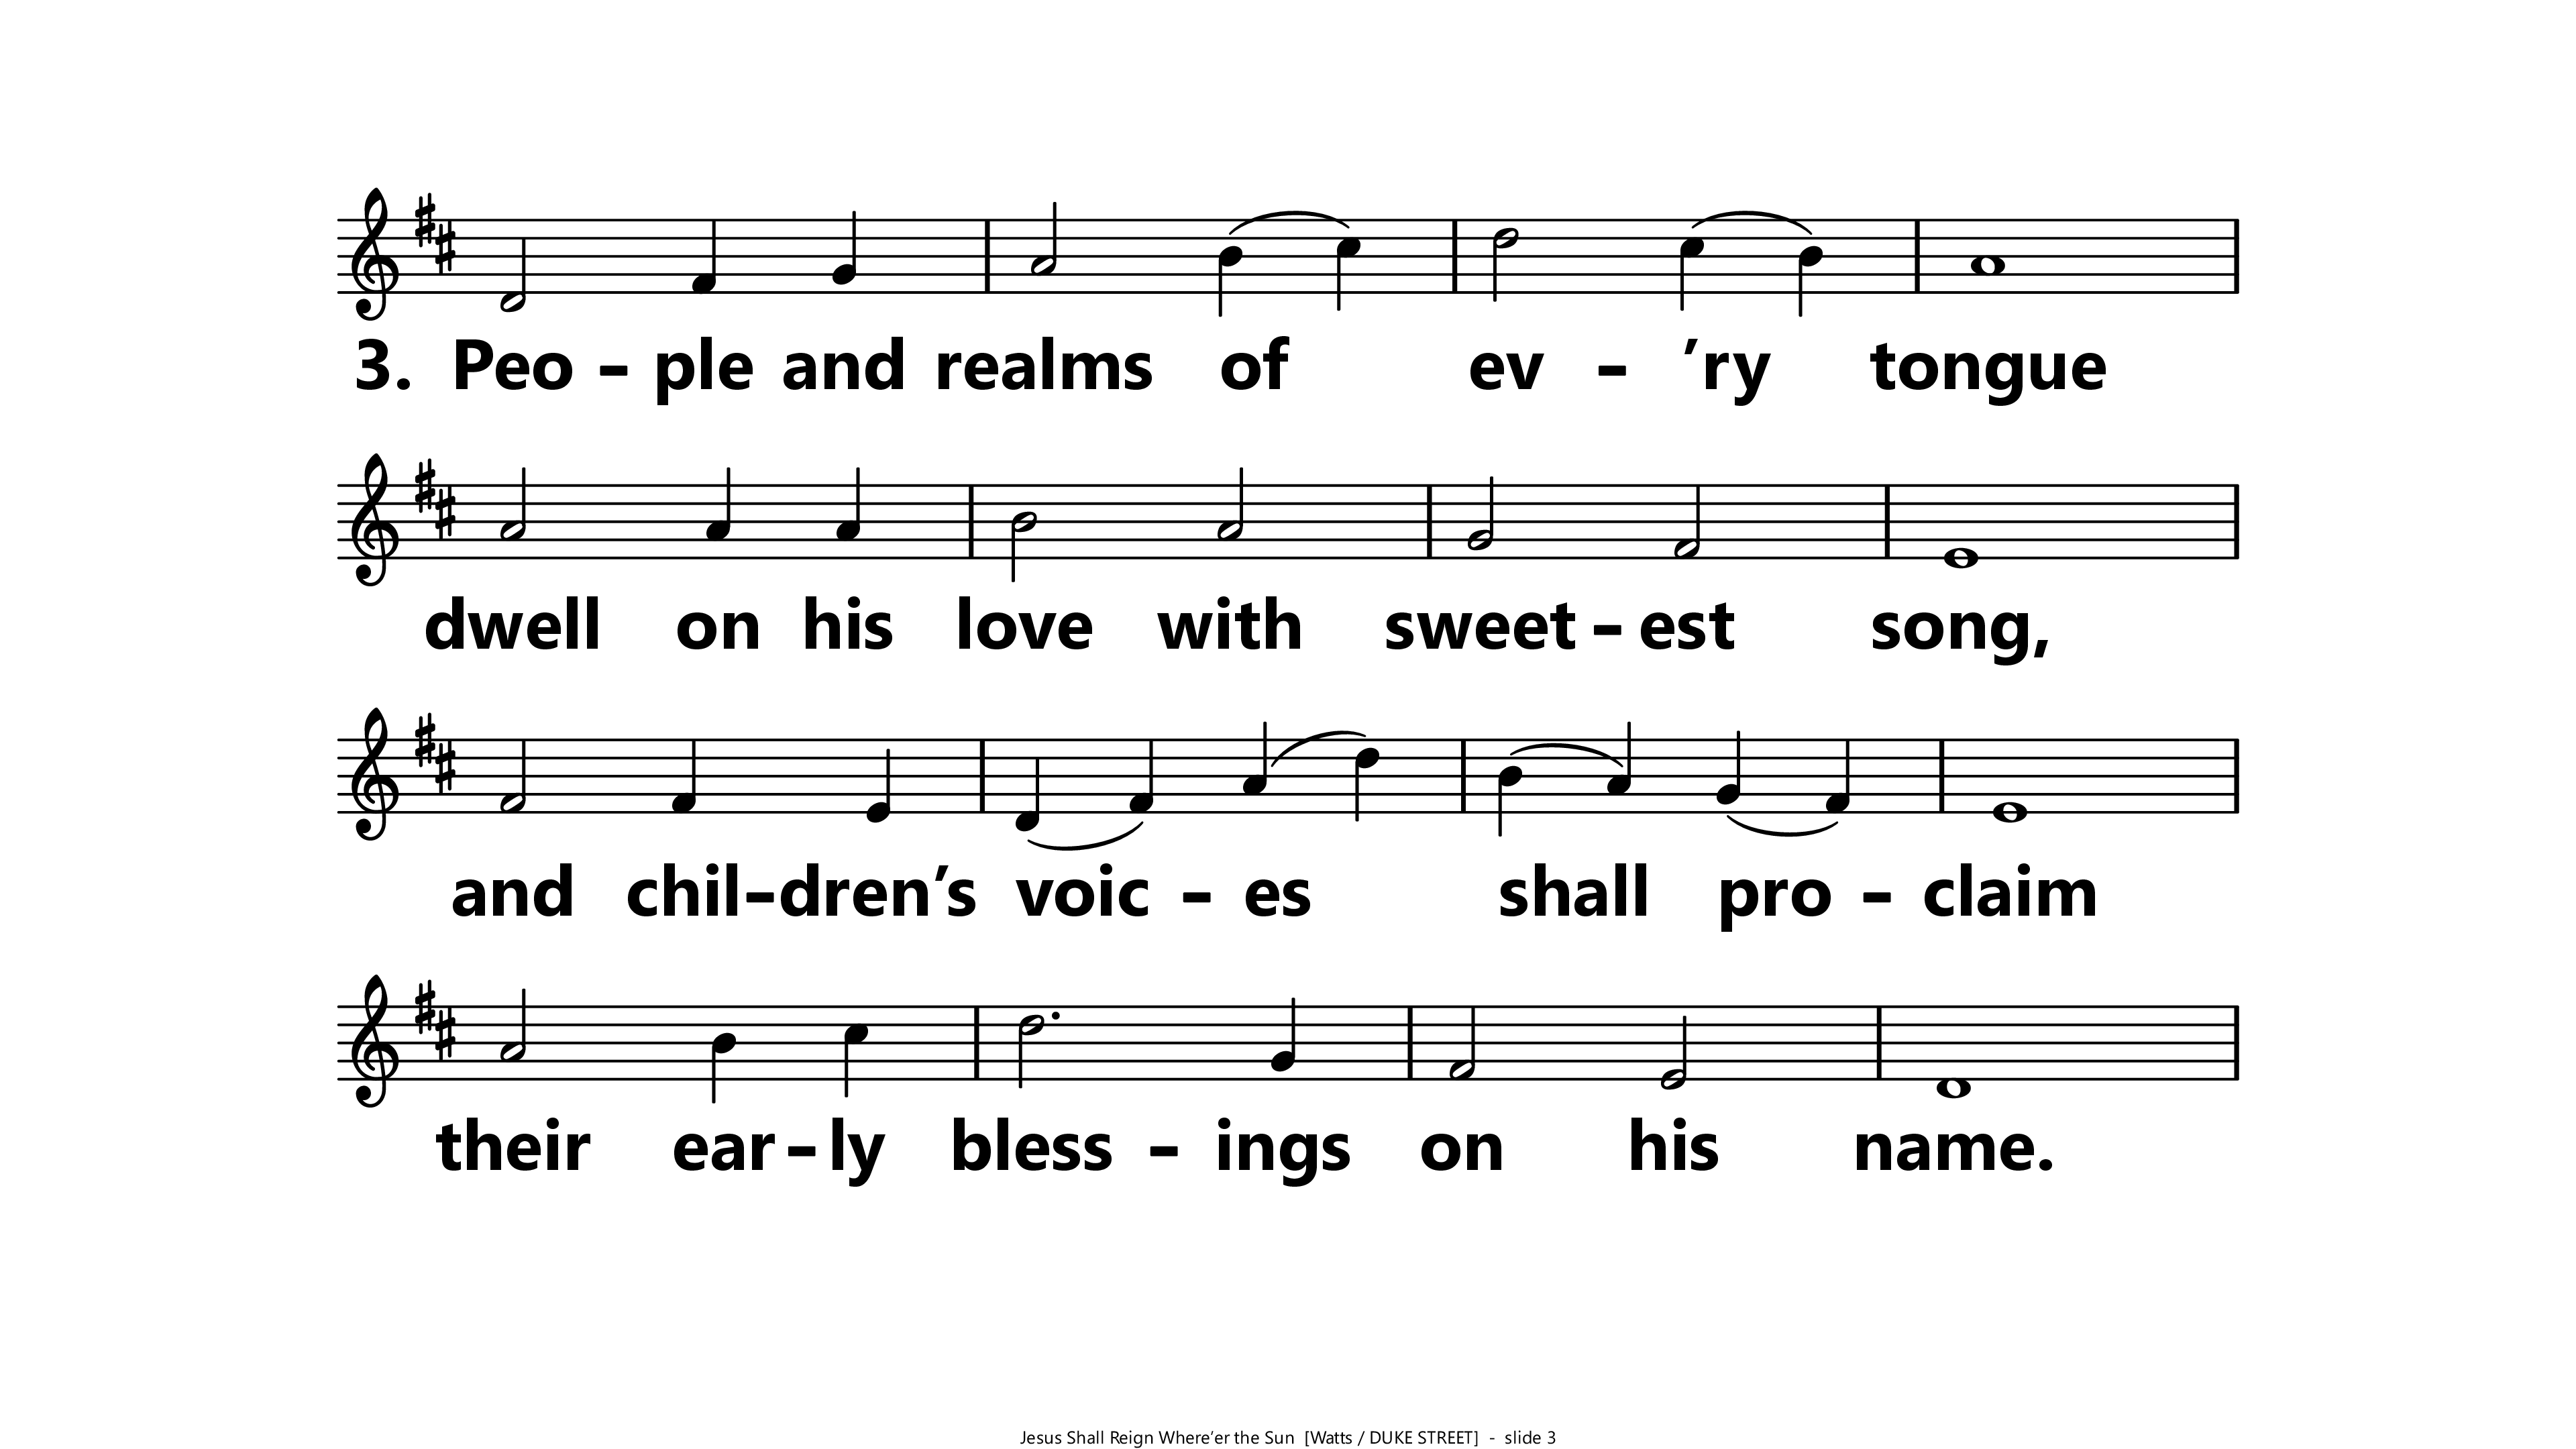 3. Peo - ple and realms of ev - ’ry tongue
dwell on his love with sweet - est song,
and chil - dren’s voic - es shall pro - claim
their ear - ly bless - ings on his name.
Jesus Shall Reign Where’er the Sun [Watts / DUKE STREET] - slide 3